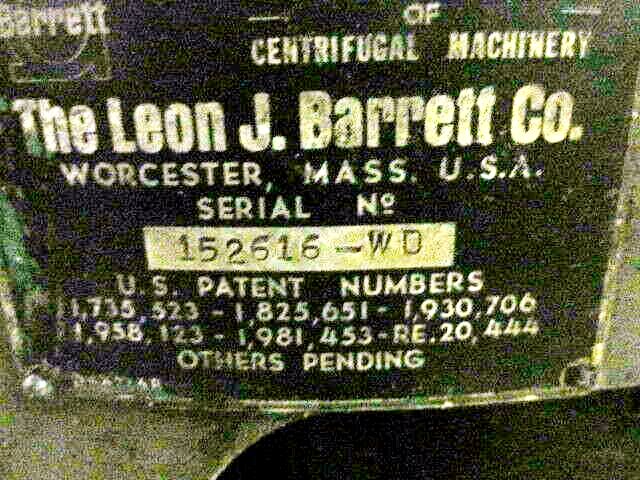 Barrett
OF
CENTRIFUGAL MACHINERY
The Leon J. Barrett Co.
WORCESTER, MASS. U.S.A.
SERIAL Nº
152616-WD
U.S. PATENT NUMBERS
1,735,523 - 1,825,651 - 1,930,706
1,958,123 - 1,981,453 - RE. 20,444
OTHERS PENDING